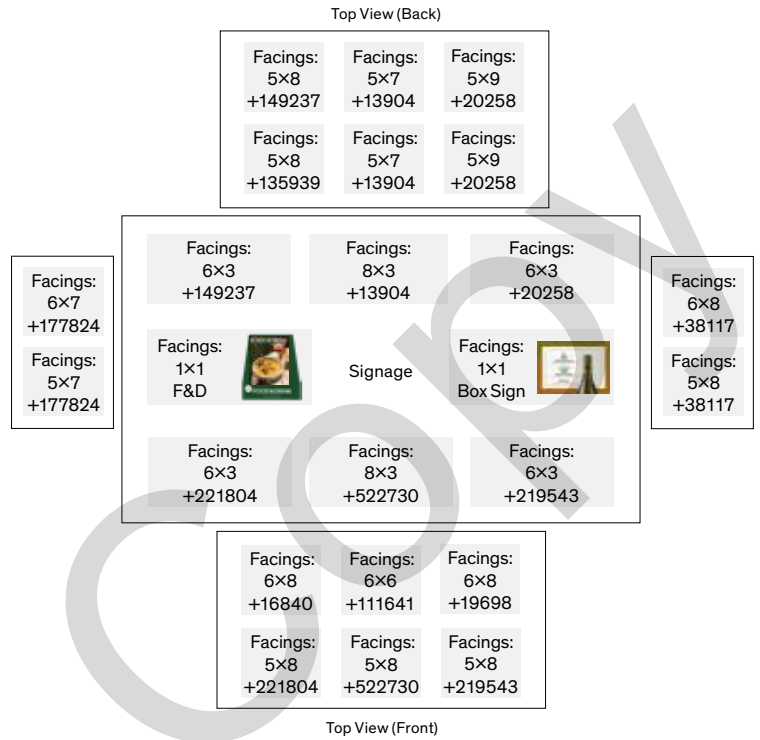 Top View (Back)
Facings:
5×8
+149237
Facings:
5×7
+13904
Facings:
5×9
+20258
Facings:
5×8
+135939
Facings:
5×7
+13904
Facings:
5×9
+20258
Facings:
6×3
+149237
Facings:
8×3
+13904
Facings:
6×3
+20258
Facings:
6×7
+177824
Facings:
5×7
+177824
Facings:
1×1
F&D
Signage
Facings:
1×1
Box Sign
Facings:
6×8
+38117
Facings:
5×8
+38117
Facings:
6×3
+221804
Facings:
8×3
+522730
Facings:
6×3
+219543
Facings:
6×8
+16840
Facings:
6×6
+111641
Facings:
6×8
+19698
Facings:
5×8
+221804
Facings:
5×8
+522730
Facings:
5×8
+219543
Top View (Front)
Copy